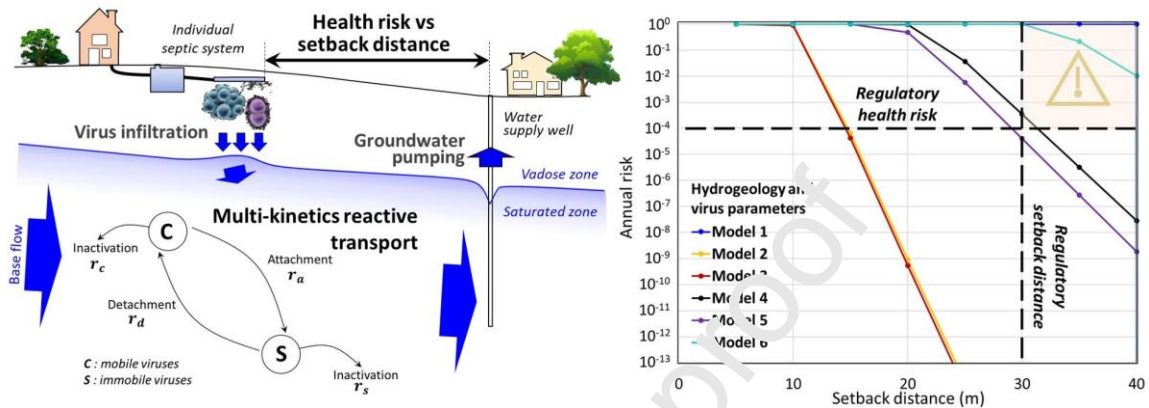 Individual
septic system
Health risk vs
setback distance
Virus infiltration
Groundwater
pumping
Water
supply well
Vadose zone
Saturated zone
Base flow
Multi-kinetics reactive
transport
C
Inactivation
r_c
Attachment
r_a
Detachment
r_d
S
Inactivation
r_s
C : mobile viruses
S : immobile viruses
Annual risk
10⁰
10⁻¹
10⁻²
10⁻³
10⁻⁴
10⁻⁵
10⁻⁶
10⁻⁷
10⁻⁸
10⁻⁹
10⁻¹⁰
10⁻¹¹
10⁻¹²
10⁻¹³
Regulatory
health risk
Hydrogeology and
virus parameters
Model 1
Model 2
Model 3
Model 4
Model 5
Model 6
Regulatory
setback distance
0 10 20 30 40
Setback distance (m)
proof